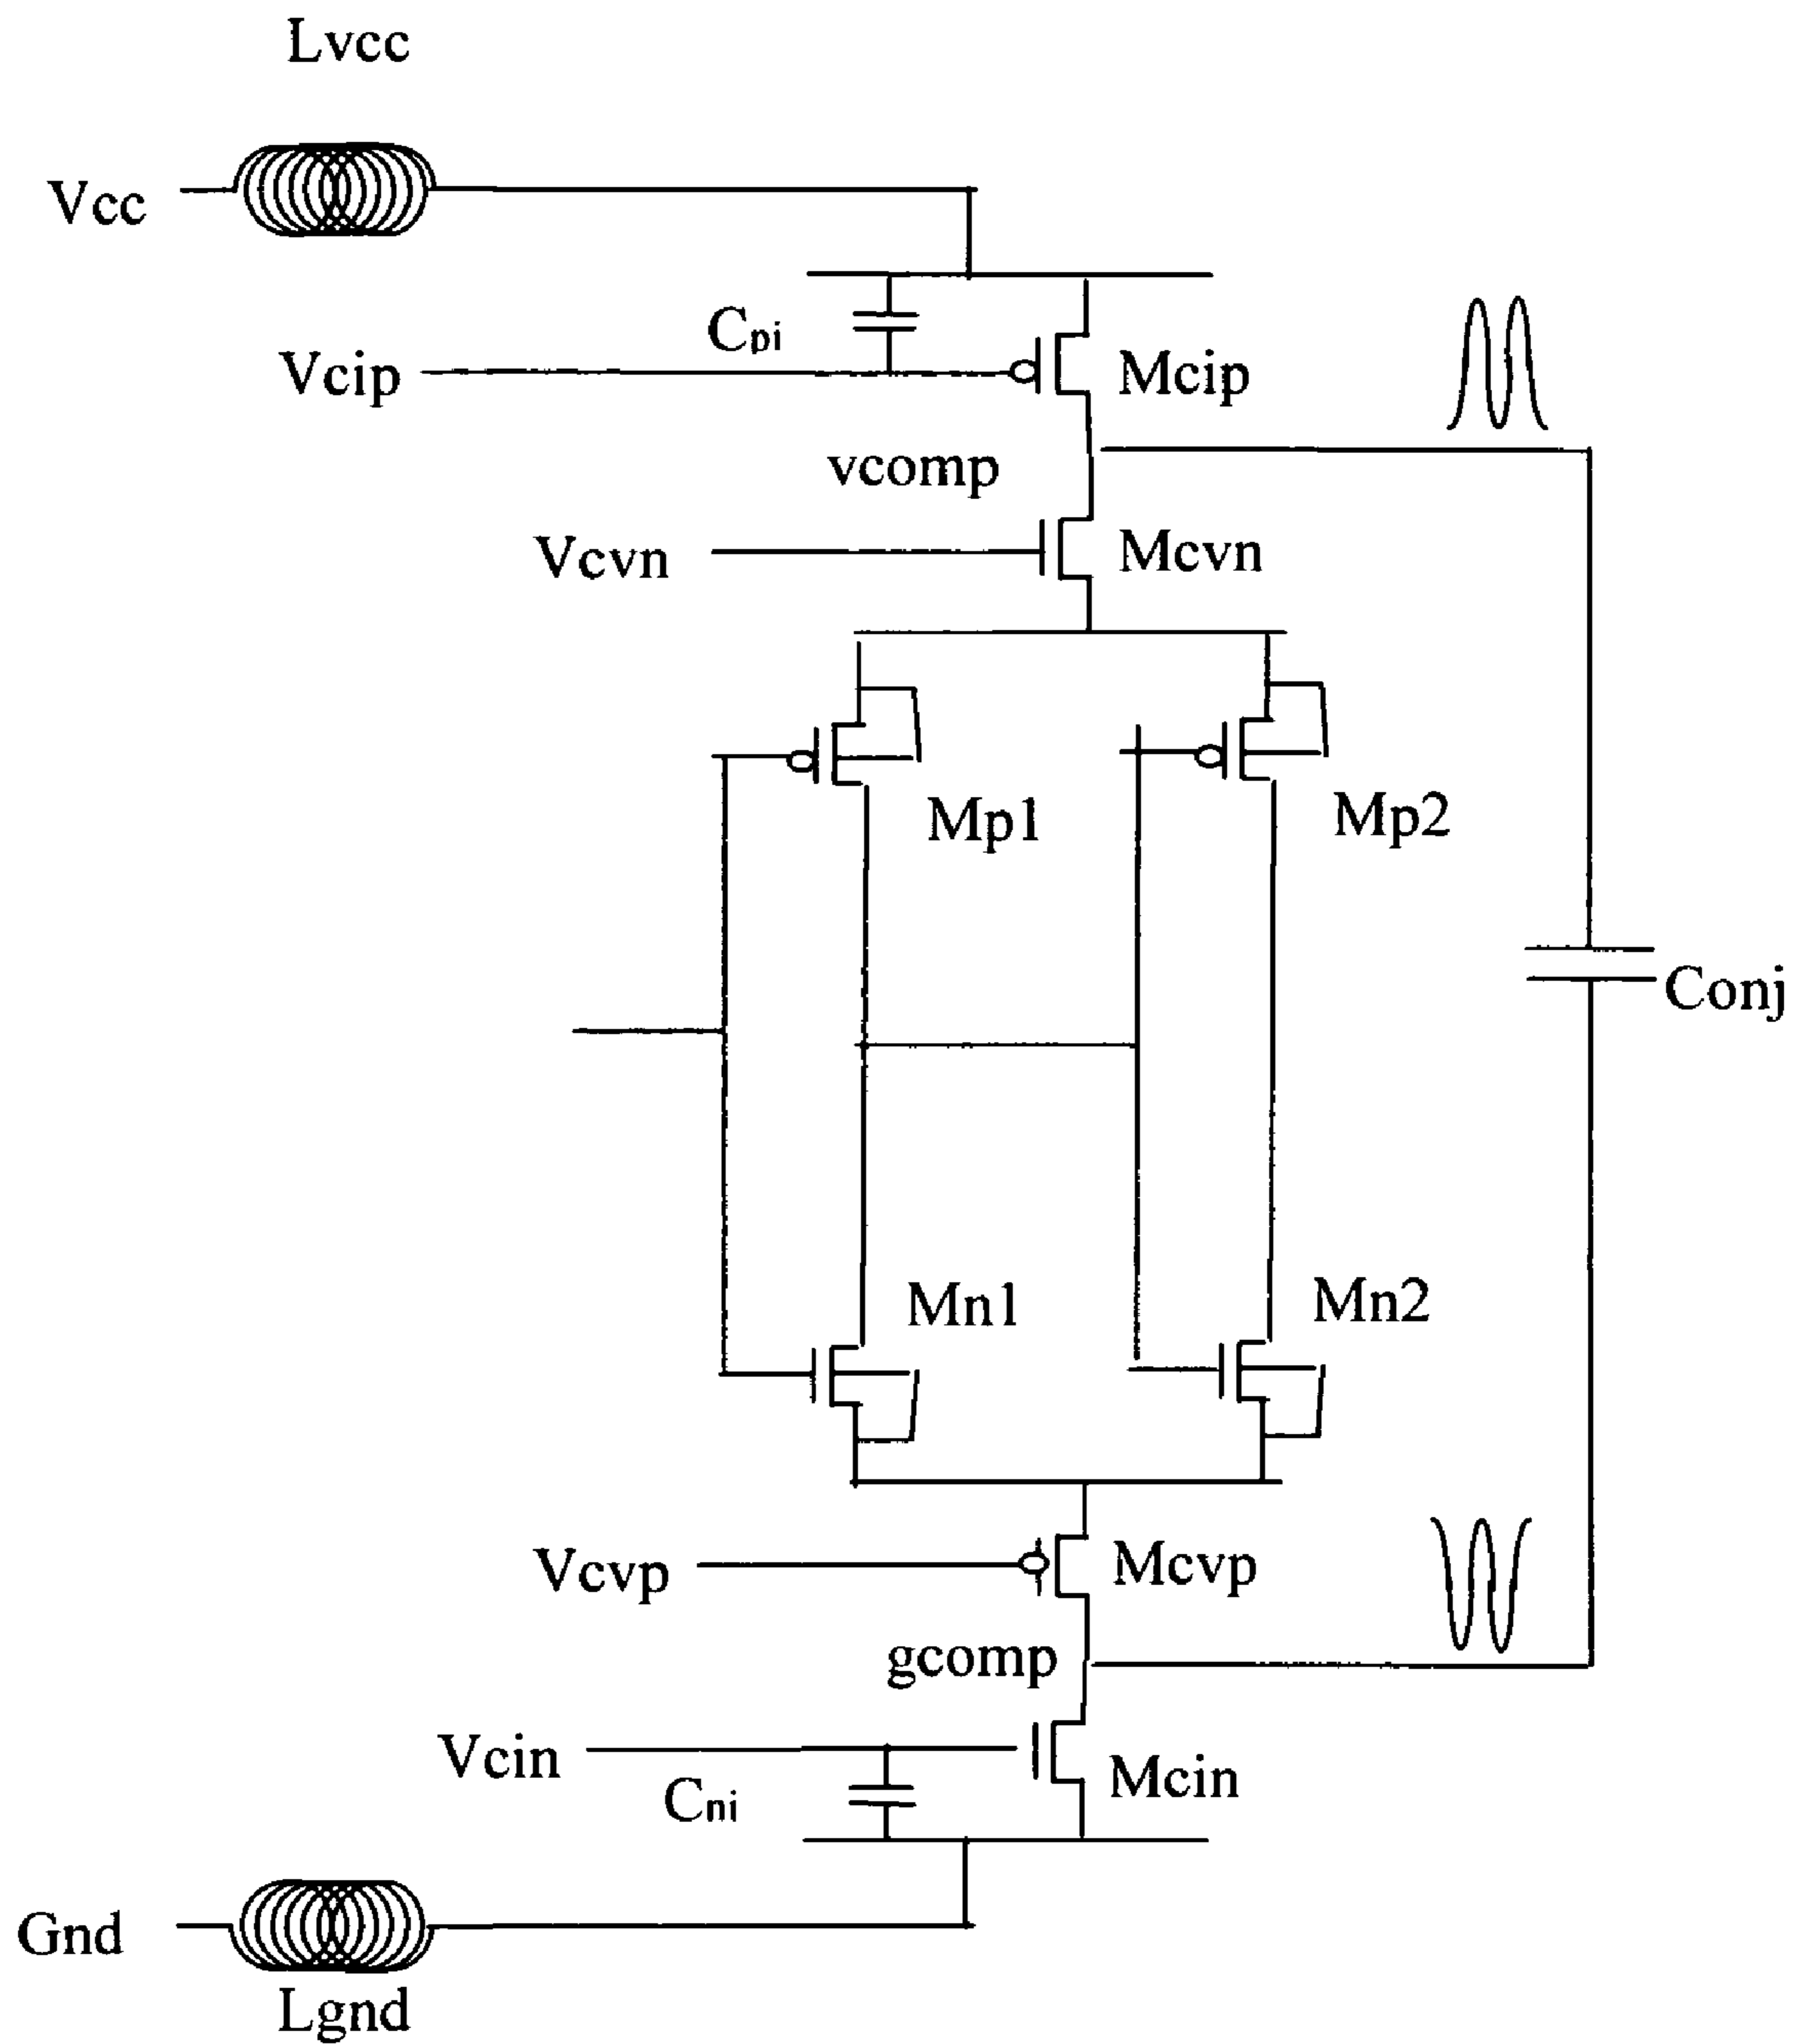 Lvcc
Vcc
Cpi
Vcip
Mcip
vcomp
Vcvn
Mcvn
Mp1
Mp2
Conj
Mn1
Mn2
Vcvp
Mcvp
gcomp
Vcin
Cni
Mcin
Gnd
Lgnd